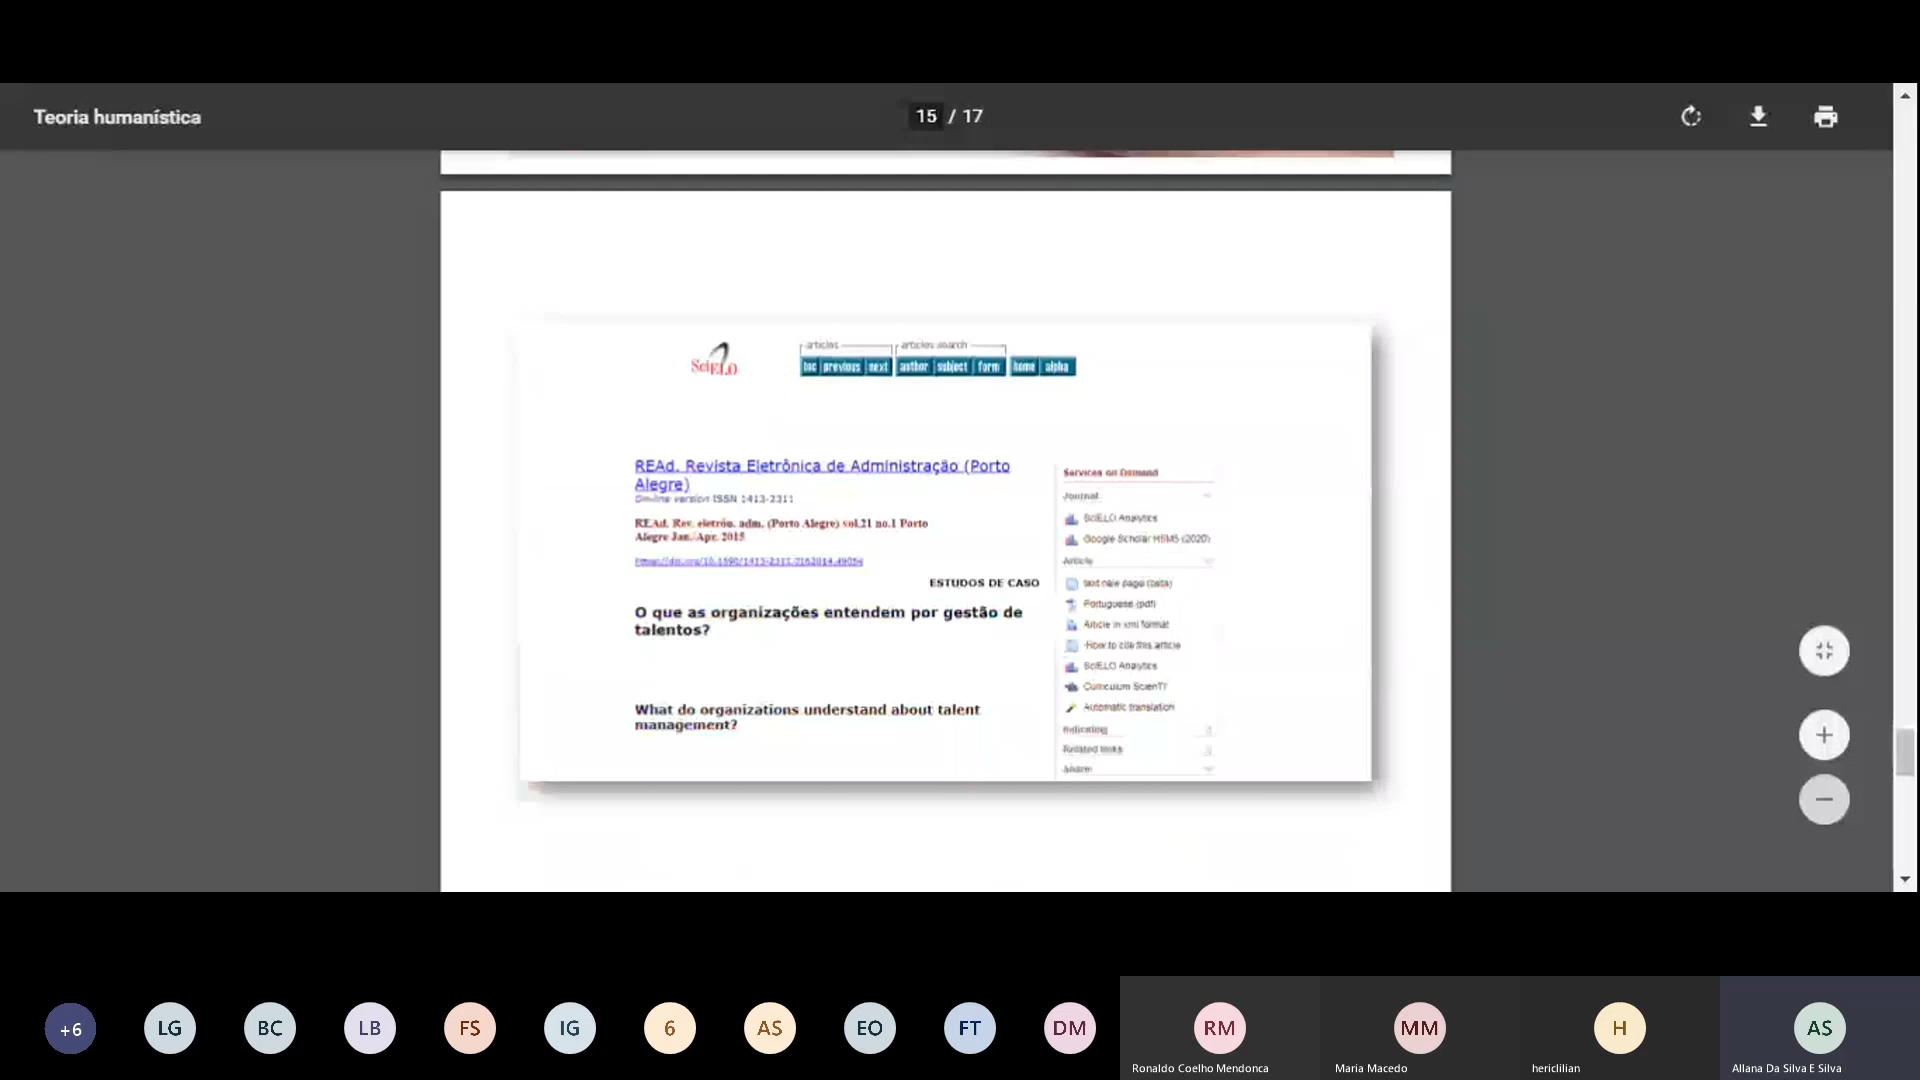 Teoria humanística
15 / 17
SciELO
articles
articles search
toc previous next author subject form home alpha
REAd. Revista Eletrônica de Administração (Porto
Alegre)
On-line version ISSN 1413-2311
REAd. Rev. eletrôn. adm. (Porto Alegre) vol.21 no.1 Porto
Alegre Jan./Apr. 2015
ESTUDOS DE CASO
O que as organizações entendem por gestão de
talentos?
What do organizations understand about talent
management?
Services on Demand
Journal
SciELO Analytics
Google Scholar H5M5 (2020)
Article
text new page (beta)
Portuguese (pdf)
Article in xml format
How to cite this article
SciELO Analytics
Curriculum ScienTI
Automatic translation
Indicators
Related links
Share
+6
LG
BC
LB
FS
IG
6
AS
EO
FT
DM
RM
MM
H
AS
Ronaldo Coelho Mendonca
Maria Macedo
hericlilian
Allana Da Silva E Silva